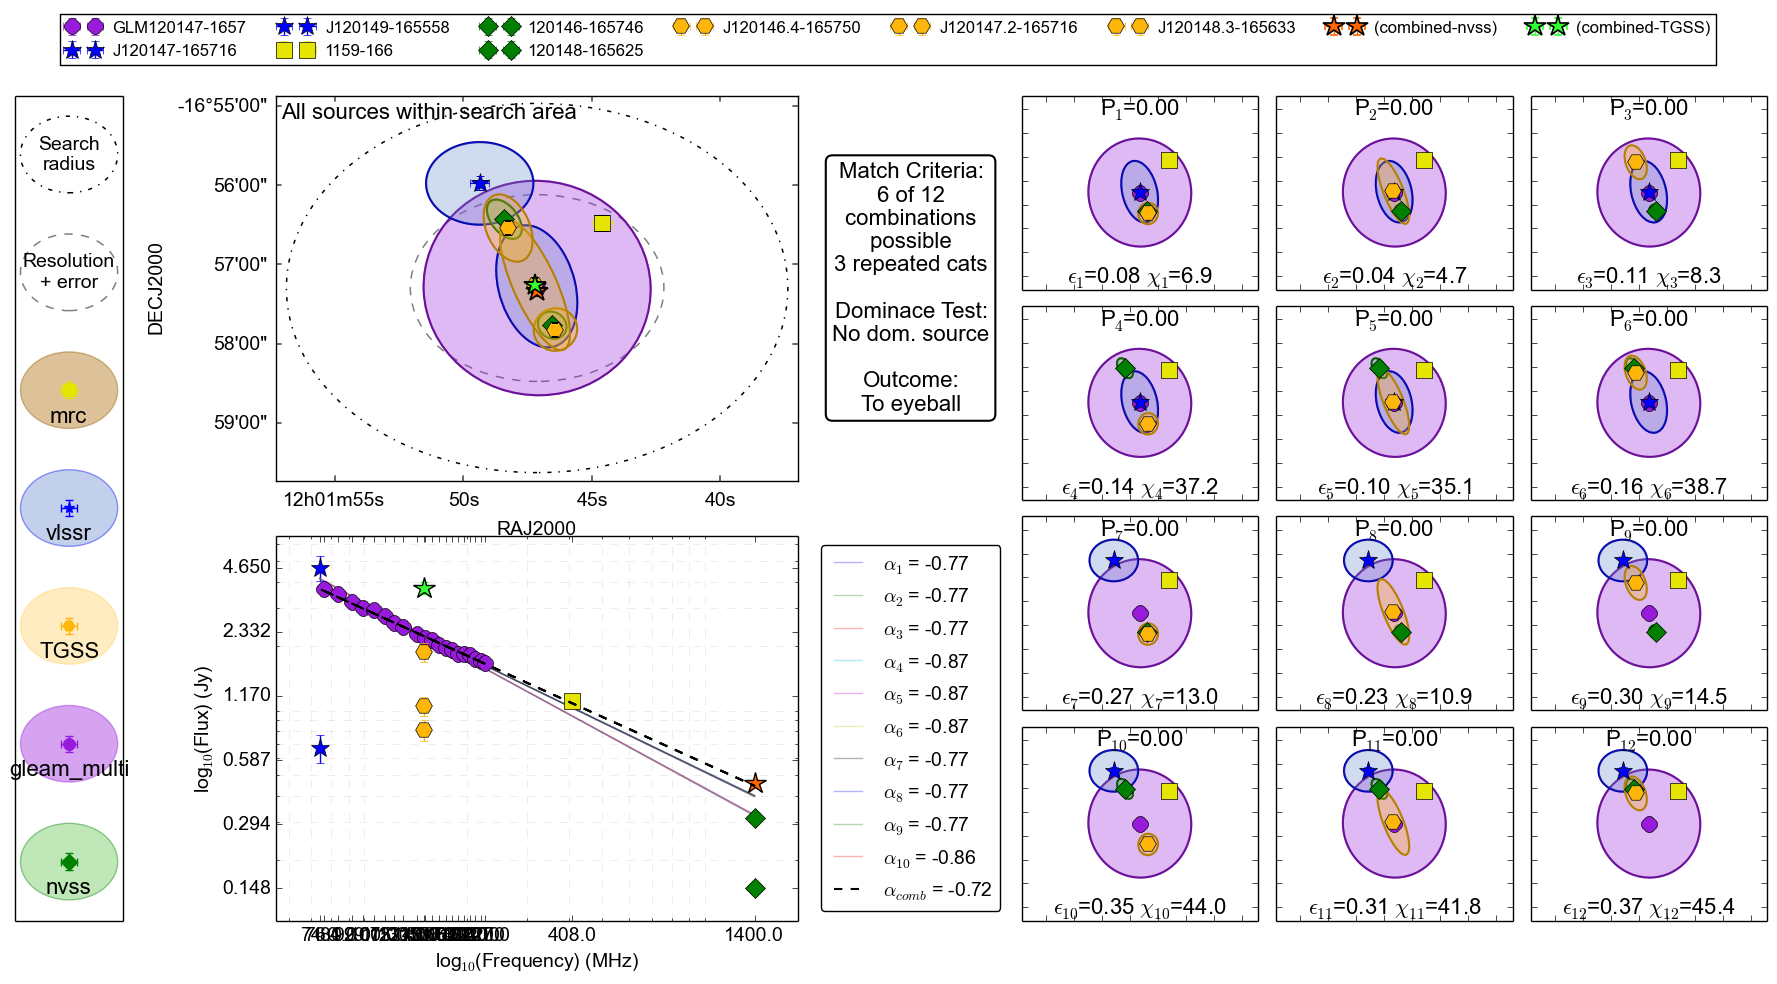 GLM120147-1657
J120147-165716
J120149-165558
1159-166
120146-165746
120148-165625
J120146.4-165750
J120147.2-165716
J120148.3-165633
(combined-nvss)
(combined-TGSS)
Search
radius
Resolution
+ error
mrc
vlssr
TGSS
gleam_multi
nvss
All sources within search area
-16°55'00"
56'00"
57'00"
58'00"
59'00"
DECJ2000
12h01m55s
50s
45s
40s
RAJ2000
Match Criteria:
6 of 12
combinations
possible
3 repeated cats
Dominace Test:
No dom. source
Outcome:
To eyeball
4.650
2.332
1.170
0.587
0.294
0.148
log10(Flux) (Jy)
408.0
1400.0
log10(Frequency) (MHz)
α1 = -0.77
α2 = -0.77
α3 = -0.77
α4 = -0.87
α5 = -0.87
α6 = -0.87
α7 = -0.77
α8 = -0.77
α9 = -0.77
α10 = -0.86
αcomb = -0.72
P1=0.00
ϵ1=0.08 χ1=6.9
P2=0.00
ϵ2=0.04 χ2=4.7
P3=0.00
ϵ3=0.11 χ3=8.3
P4=0.00
ϵ4=0.14 χ4=37.2
P5=0.00
ϵ5=0.10 χ5=35.1
P6=0.00
ϵ6=0.16 χ6=38.7
P7=0.00
ϵ7=0.27 χ7=13.0
P8=0.00
ϵ8=0.23 χ8=10.9
P9=0.00
ϵ9=0.30 χ9=14.5
P10=0.00
ϵ10=0.35 χ10=44.0
P11=0.00
ϵ11=0.31 χ11=41.8
P12=0.00
ϵ12=0.37 χ12=45.4